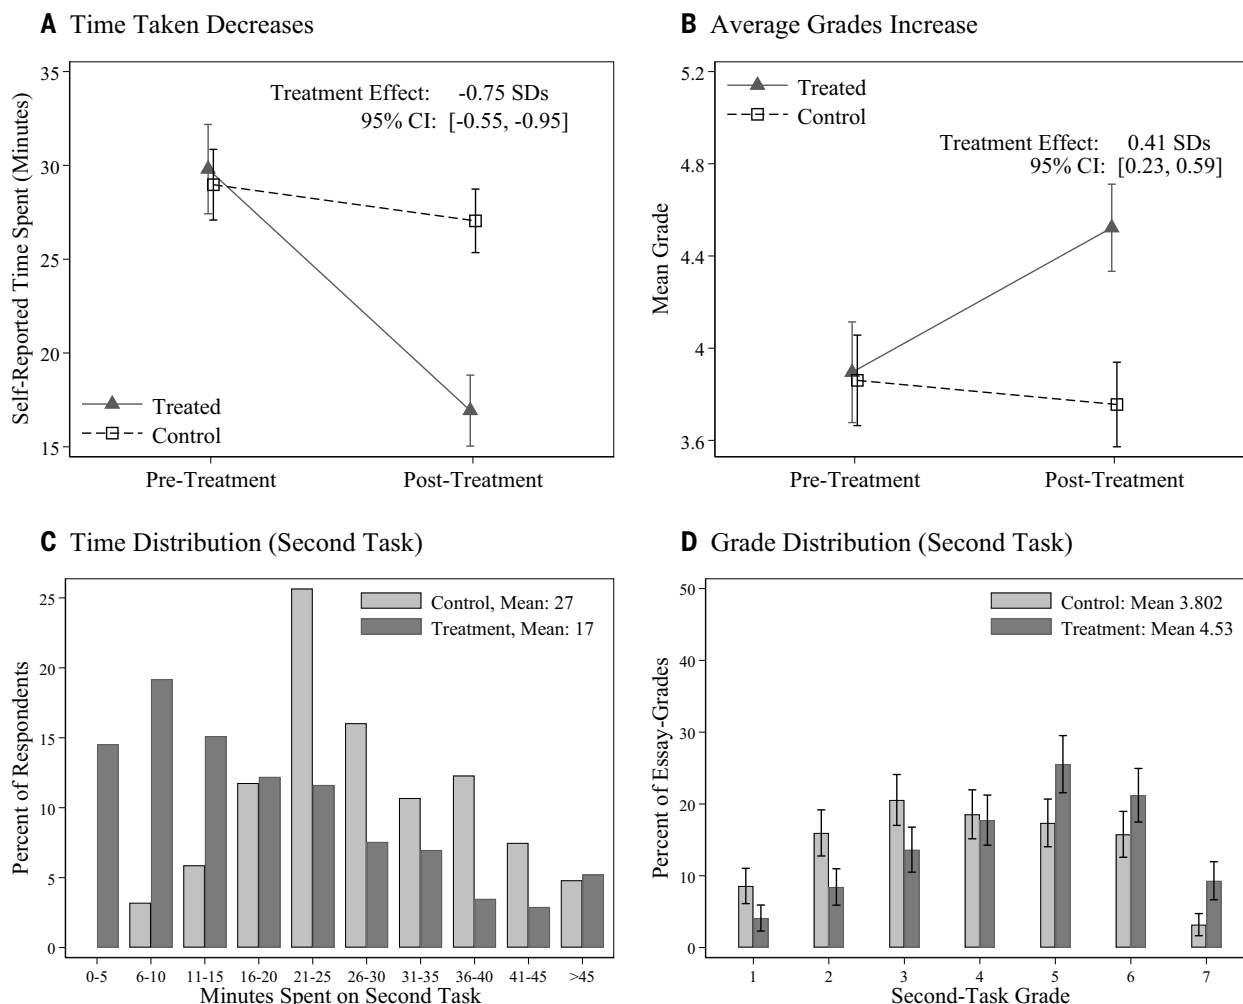 A Time Taken Decreases
Self-Reported Time Spent (Minutes)
35
30
25
20
15
Treatment Effect: -0.75 SDs
95% CI: [-0.55, -0.95]
Treated
Control
Pre-Treatment Post-Treatment
B Average Grades Increase
Mean Grade
5.2
4.8
4.4
4
3.6
Treated
Control
Treatment Effect: 0.41 SDs
95% CI: [0.23, 0.59]
Pre-Treatment Post-Treatment
C Time Distribution (Second Task)
Percent of Respondents
25
20
15
10
5
0
Control, Mean: 27
Treatment, Mean: 17
0-5 6-10 11-15 16-20 21-25 26-30 31-35 36-40 41-45 >45
Minutes Spent on Second Task
D Grade Distribution (Second Task)
Percent of Essay-Grades
50
40
30
20
10
0
Control: Mean 3.802
Treatment: Mean 4.53
1 2 3 4 5 6 7
Second-Task Grade